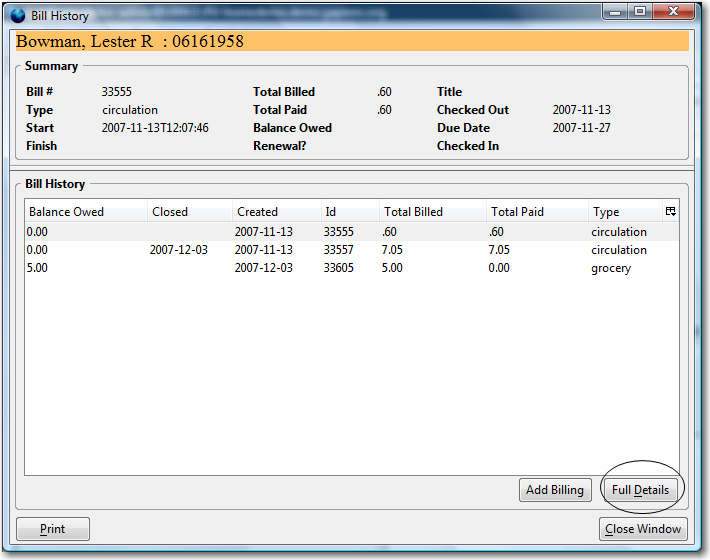 Bill History
Bowman, Lester R : 06161958
Summary
Bill # 33555 Total Billed .60 Title
Type circulation Total Paid .60 Checked Out 2007-11-13
Start 2007-11-13T12:07:46 Balance Owed Due Date 2007-11-27
Finish Renewal? Checked In
Bill History
Balance Owed Closed Created Id Total Billed Total Paid Type
0.00 2007-11-13 33555 .60 .60 circulation
0.00 2007-12-03 2007-11-13 33557 7.05 7.05 circulation
5.00 2007-12-03 33605 5.00 0.00 grocery
Add Billing Full Details
Print Close Window